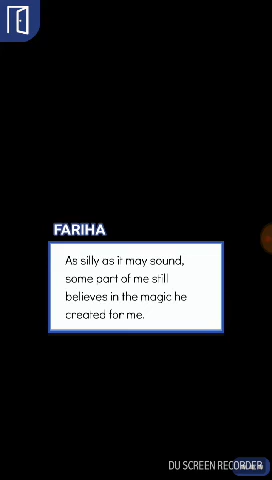 FARIHA
As silly as it may sound,
some part of me still
believes in the magic he
created for me.
DU SCREEN RECORDER